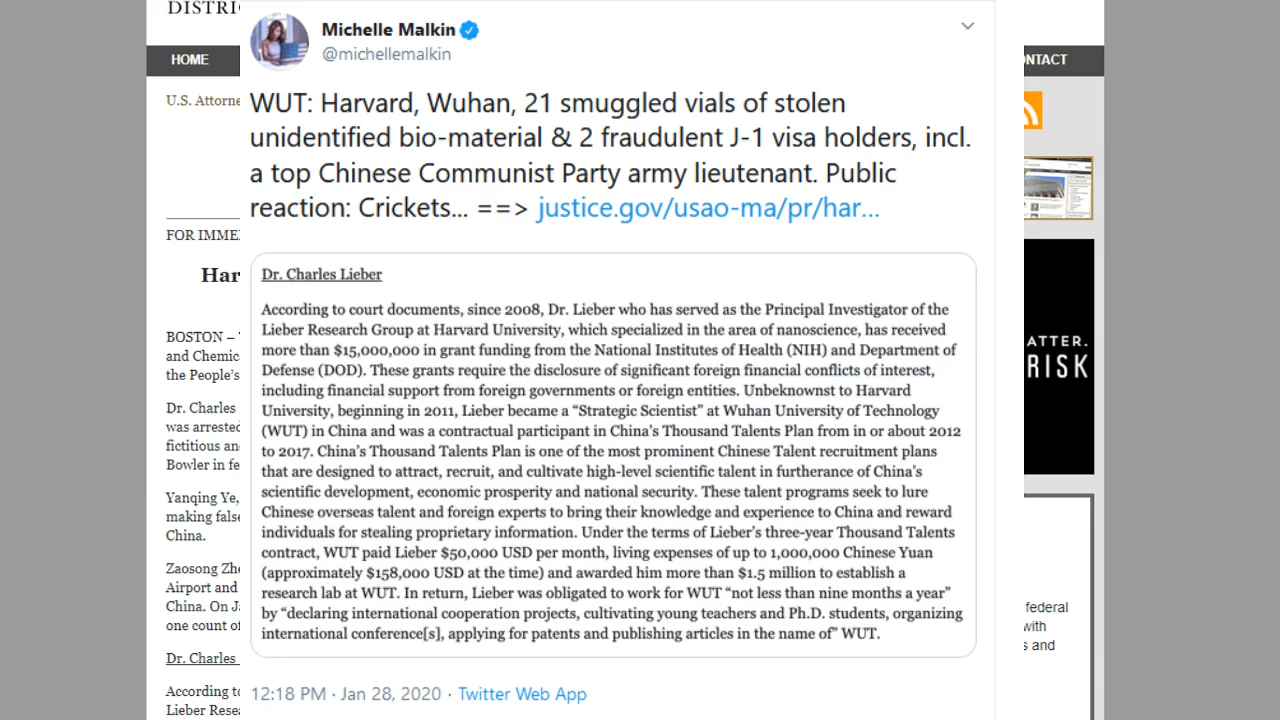 DISTRI
HOME
U.S. Attorne
FOR IMME
Har
BOSTON –
and Chemic
the People's
Dr. Charles
was arrested
fictitious an
Bowler in fe
Yanqing Ye,
making false
China.
Zaosong Zhe
Airport and
China. On J
one count of
Dr. Charles
According to
Lieber Rese
Michelle Malkin
@michellemalkin
WUT: Harvard, Wuhan, 21 smuggled vials of stolen
unidentified bio-material & 2 fraudulent J-1 visa holders, incl.
a top Chinese Communist Party army lieutenant. Public
reaction: Crickets... ==> justice.gov/usao-ma/pr/har...
Dr. Charles Lieber
According to court documents, since 2008, Dr. Lieber who has served as the Principal Investigator of the
Lieber Research Group at Harvard University, which specialized in the area of nanoscience, has received
more than $15,000,000 in grant funding from the National Institutes of Health (NIH) and Department of
Defense (DOD). These grants require the disclosure of significant foreign financial conflicts of interest,
including financial support from foreign governments or foreign entities. Unbeknownst to Harvard
University, beginning in 2011, Lieber became a “Strategic Scientist” at Wuhan University of Technology
(WUT) in China and was a contractual participant in China’s Thousand Talents Plan from in or about 2012
to 2017. China’s Thousand Talents Plan is one of the most prominent Chinese Talent recruitment plans
that are designed to attract, recruit, and cultivate high-level scientific talent in furtherance of China’s
scientific development, economic prosperity and national security. These talent programs seek to lure
Chinese overseas talent and foreign experts to bring their knowledge and experience to China and reward
individuals for stealing proprietary information. Under the terms of Lieber’s three-year Thousand Talents
contract, WUT paid Lieber $50,000 USD per month, living expenses of up to 1,000,000 Chinese Yuan
(approximately $158,000 USD at the time) and awarded him more than $1.5 million to establish a
research lab at WUT. In return, Lieber was obligated to work for WUT “not less than nine months a year”
by “declaring international cooperation projects, cultivating young teachers and Ph.D. students, organizing
international conference[s], applying for patents and publishing articles in the name of” WUT.
12:18 PM · Jan 28, 2020 · Twitter Web App
NTACT
ATTER.
RISK
federal
with
s and